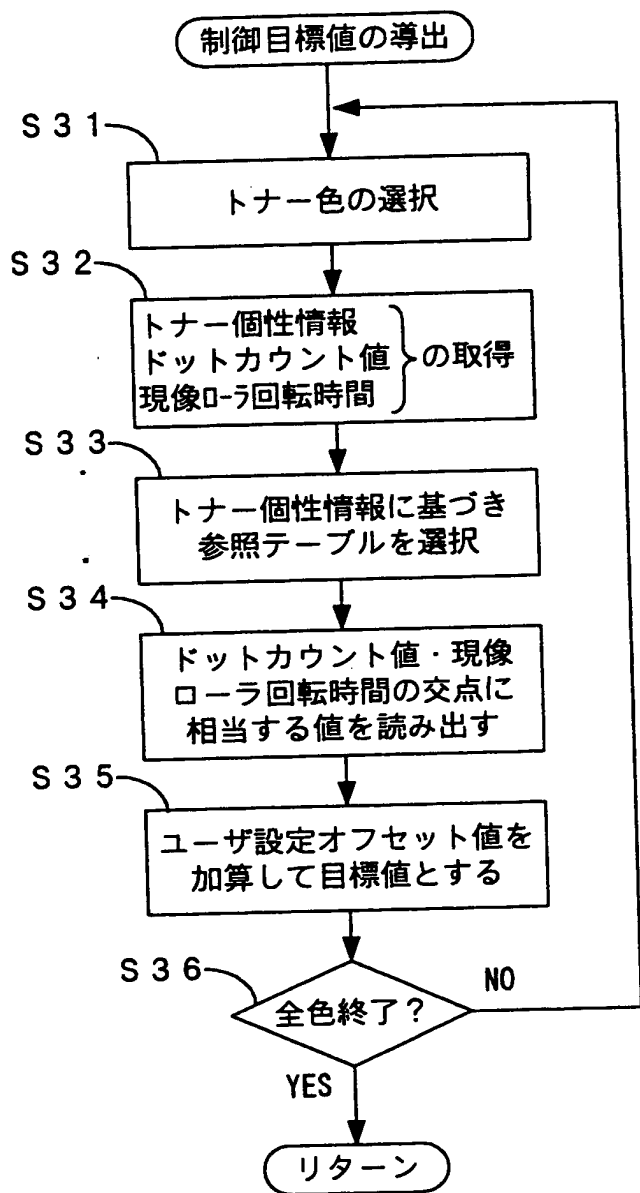 制御目標値の導出
S31
トナー色の選択
S32
トナー個性情報
ドットカウント値
現像ローラ回転時間
の取得
S33
トナー個性情報に基づき
参照テーブルを選択
S34
ドットカウント値・現像
ローラ回転時間の交点に
相当する値を読み出す
S35
ユーザ設定オフセット値を
加算して目標値とする
S36
全色終了?
NO
YES
リターン